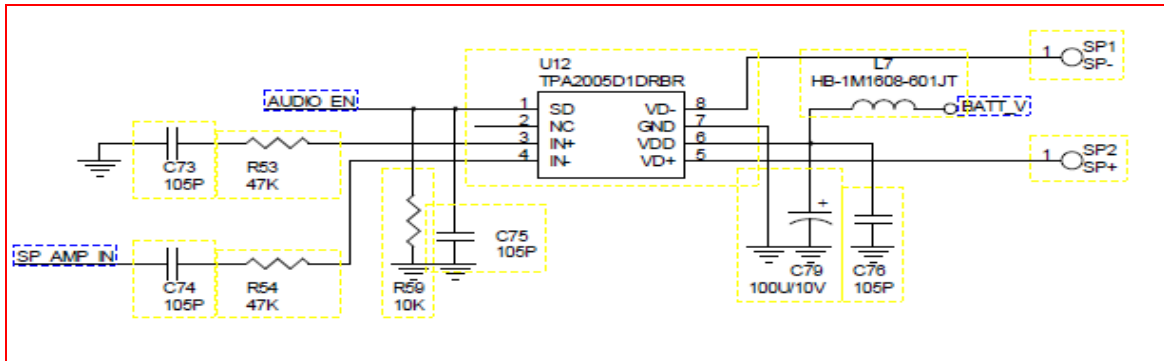 U12
TPA2005D1DRBR
L7
HB-1M1608-601JT
1 SP1
SP-
AUDIO_EN
BATT_V
1 SD VD- 8
2 NC GND 7
3 IN+ VDD 6
4 IN- VD+ 5
1 SP2
SP+
C73
105P
R53
47K
SP_AMP_IN
C74
105P
R54
47K
R59
10K
C75
105P
+
C79
100U/10V
C76
105P